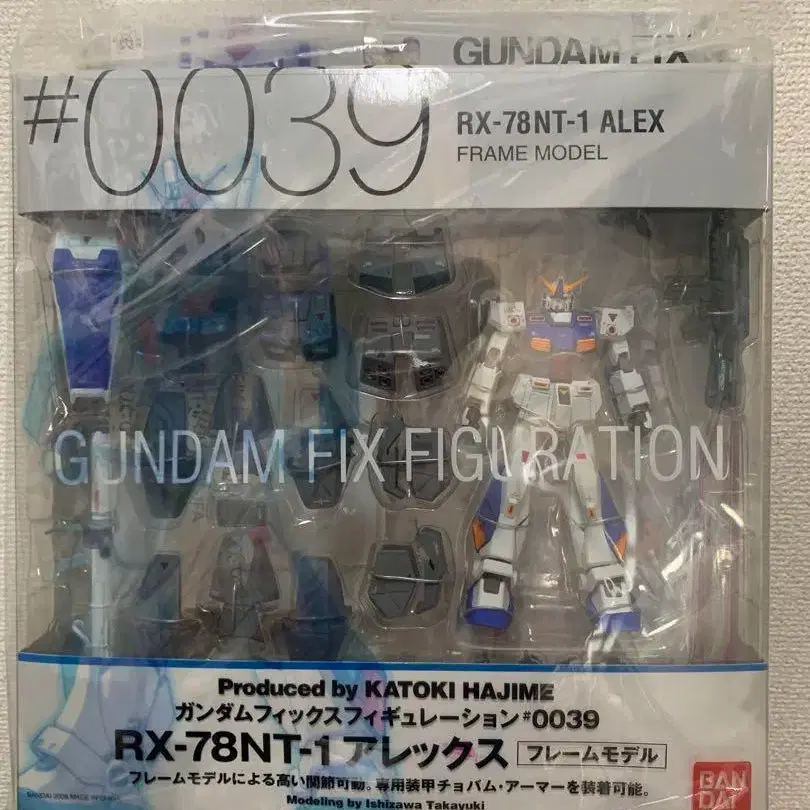 GUNDAM FIX
#0039
RX-78NT-1 ALEX
FRAME MODEL
GUNDAM FIX FIGURATION
Produced by KATOKI HAJIME
ガンダムフィックスフィギュレーション#0039
RX-78NT-1 アレックス フレームモデル
フレームモデルによる高い関節可動。専用装甲チョバム・アーマーを装着可能。
Modeling by Ishizawa Takayuki
BANDAI